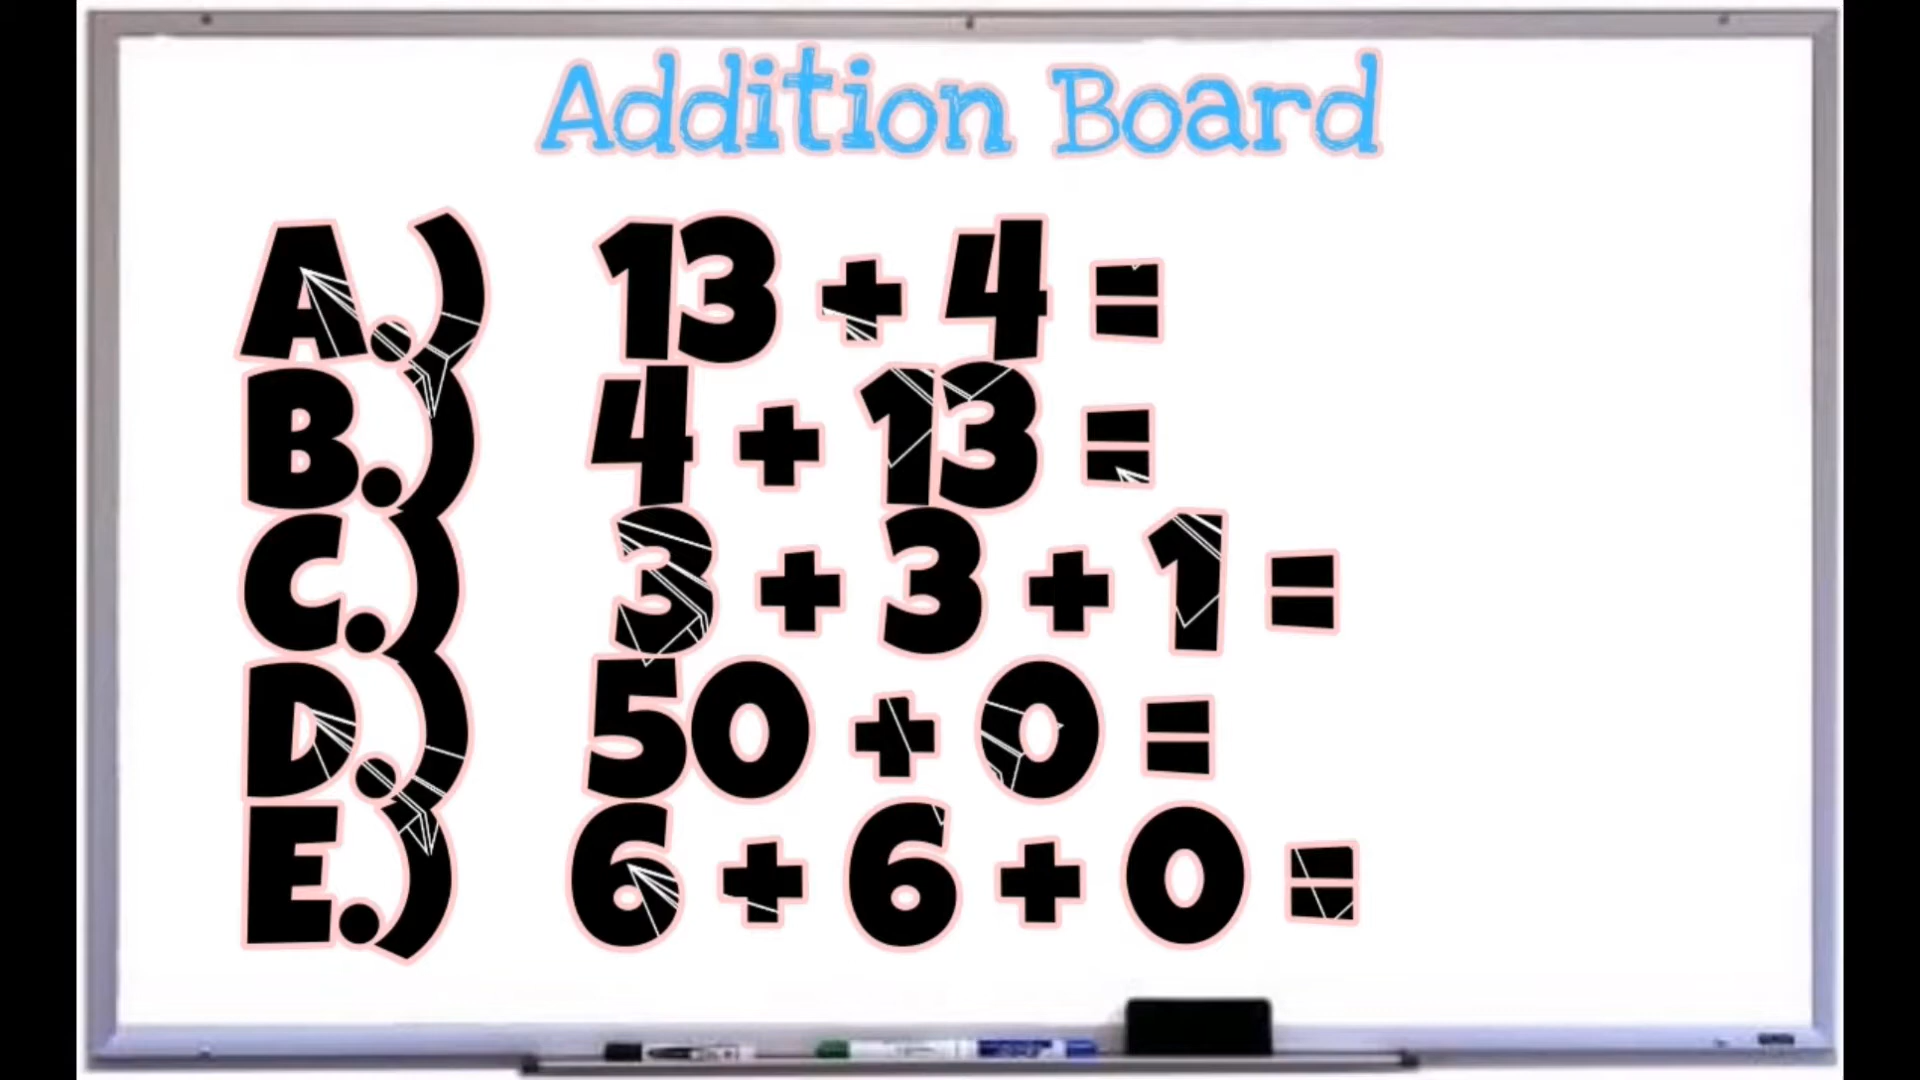 Addition Board
A.) 13 + 4 =
B.) 4 + 13 =
C.) 3 + 3 + 1 =
D.) 50 + 0 =
E.) 6 + 6 + 0 =